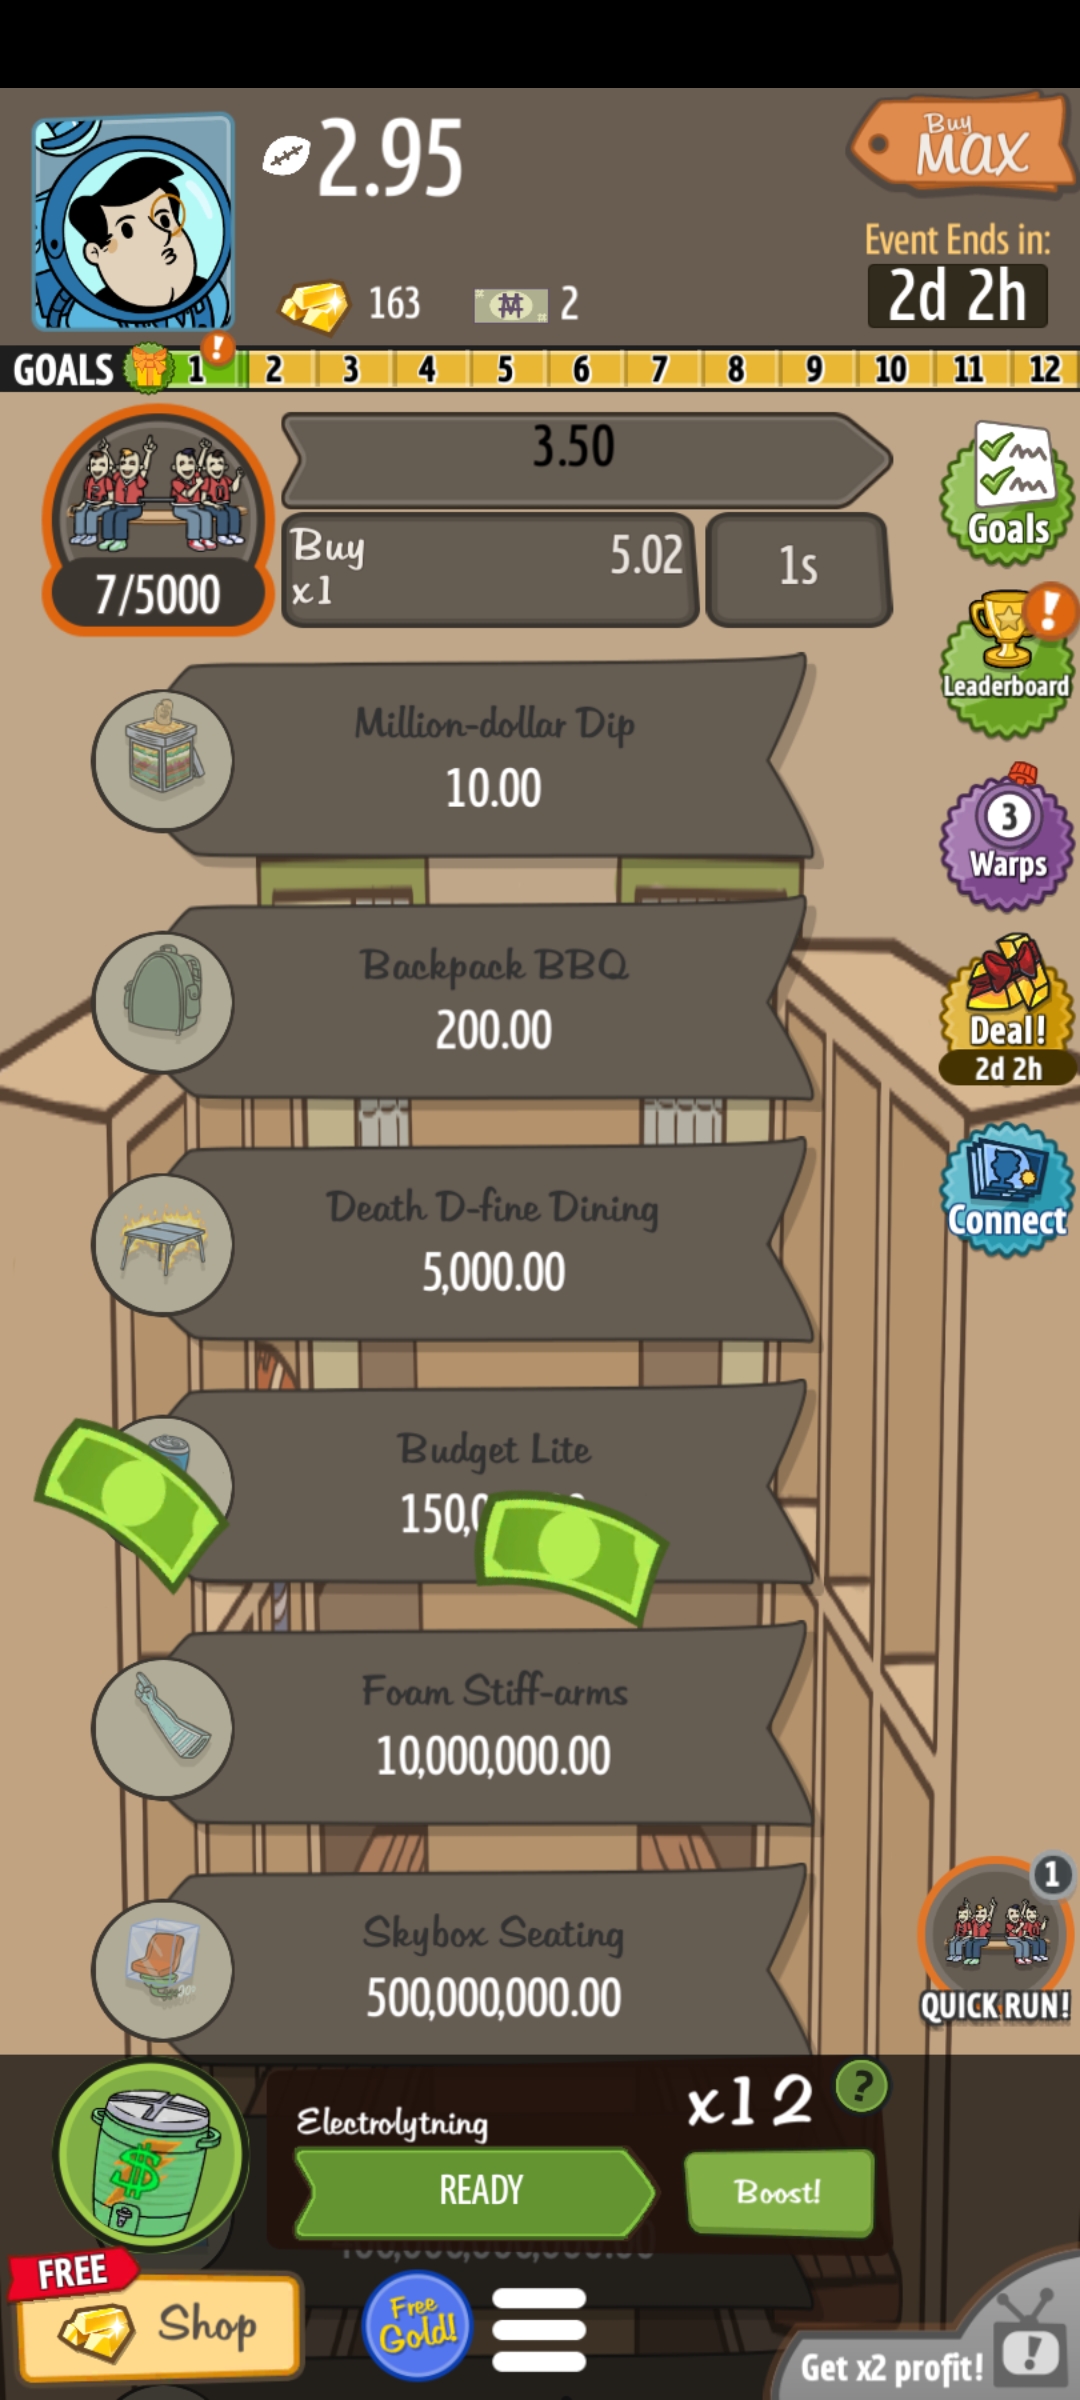 2.95
Buy
MAX
Event Ends in:
2d 2h
163
2
GOALS 1 ! 2 3 4 5 6 7 8 9 10 11 12
3.50
Goals
Buy
x1
5.02
1s
7/5000
!
Leaderboard
Million-dollar Dip
10.00
3
Warps
Backpack BBQ
200.00
Deal!
2d 2h
Death D-fine Dining
5,000.00
Connect
Budget Lite
Foam Stiff-arms
10,000,000.00
1
QUICK RUN!
Skybox Seating
500,000,000.00
Electrolytning
x12
?
READY
Boost!
$
FREE
Shop
Free
Gold!
Get x2 profit!
!